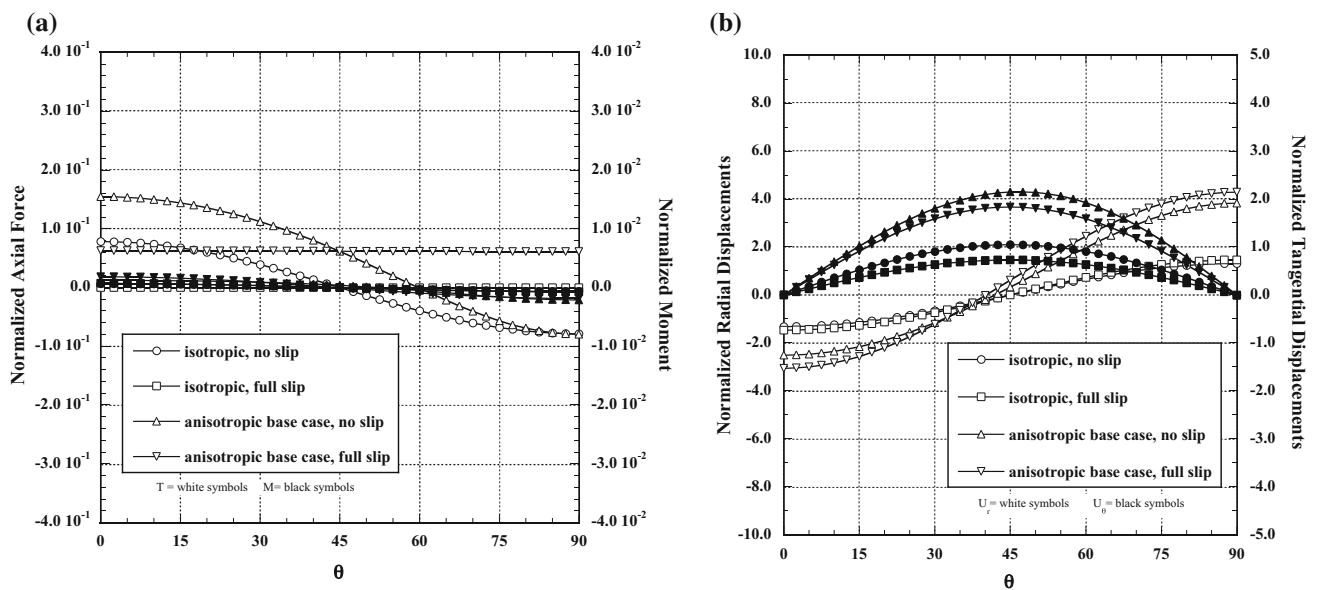 (a)
4.0 10-1
3.0 10-1
2.0 10-1
1.0 10-1
0.0
-1.0 10-1
-2.0 10-1
-3.0 10-1
-4.0 10-1
Normalized Axial Force
4.0 10-2
3.0 10-2
2.0 10-2
1.0 10-2
0.0
-1.0 10-2
-2.0 10-2
-3.0 10-2
-4.0 10-2
Normalized Moment
isotropic, no slip
isotropic, full slip
anisotropic base case, no slip
anisotropic base case, full slip
T = white symbols M= black symbols
0 15 30 45 60 75 90
θ
(b)
10.0
8.0
6.0
4.0
2.0
0.0
-2.0
-4.0
-6.0
-8.0
-10.0
Normalized Radial Displacements
5.0
4.0
3.0
2.0
1.0
0.0
-1.0
-2.0
-3.0
-4.0
-5.0
Normalized Tangential Displacements
isotropic, no slip
isotropic, full slip
anisotropic base case, no slip
anisotropic base case, full slip
Ur= white symbols Uθ= black symbols
0 15 30 45 60 75 90
θ